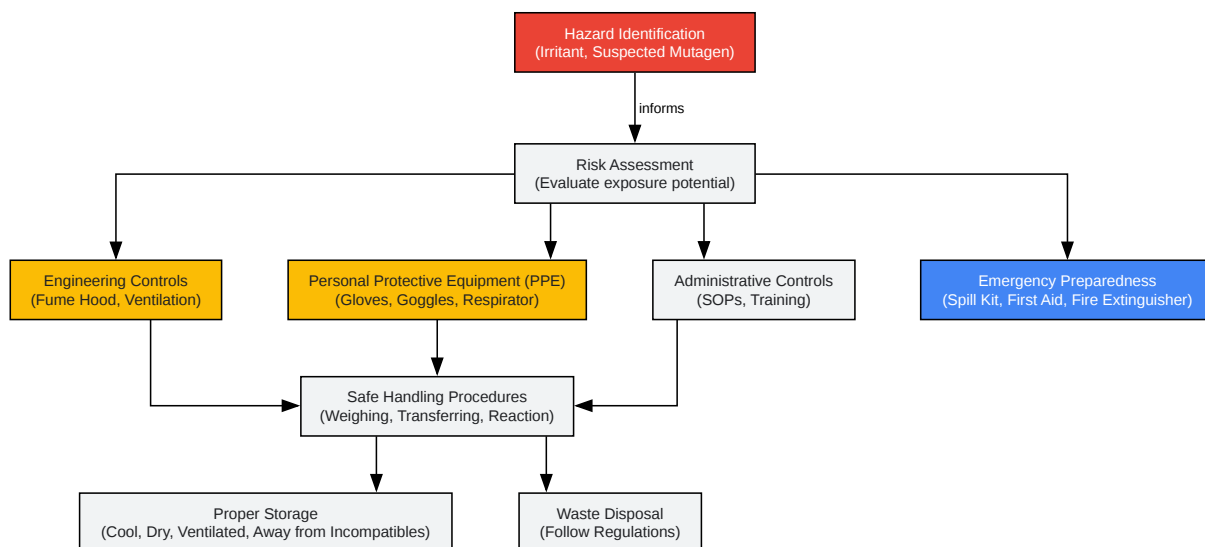 Hazard Identification
(Irritant, Suspected Mutagen)
informs
Risk Assessment
(Evaluate exposure potential)
Engineering Controls
(Fume Hood, Ventilation)
Personal Protective Equipment (PPE)
(Gloves, Goggles, Respirator)
Administrative Controls
(SOPs, Training)
Emergency Preparedness
(Spill Kit, First Aid, Fire Extinguisher)
Safe Handling Procedures
(Weighing, Transferring, Reaction)
Proper Storage
(Cool, Dry, Ventilated, Away from Incompatibles)
Waste Disposal
(Follow Regulations)